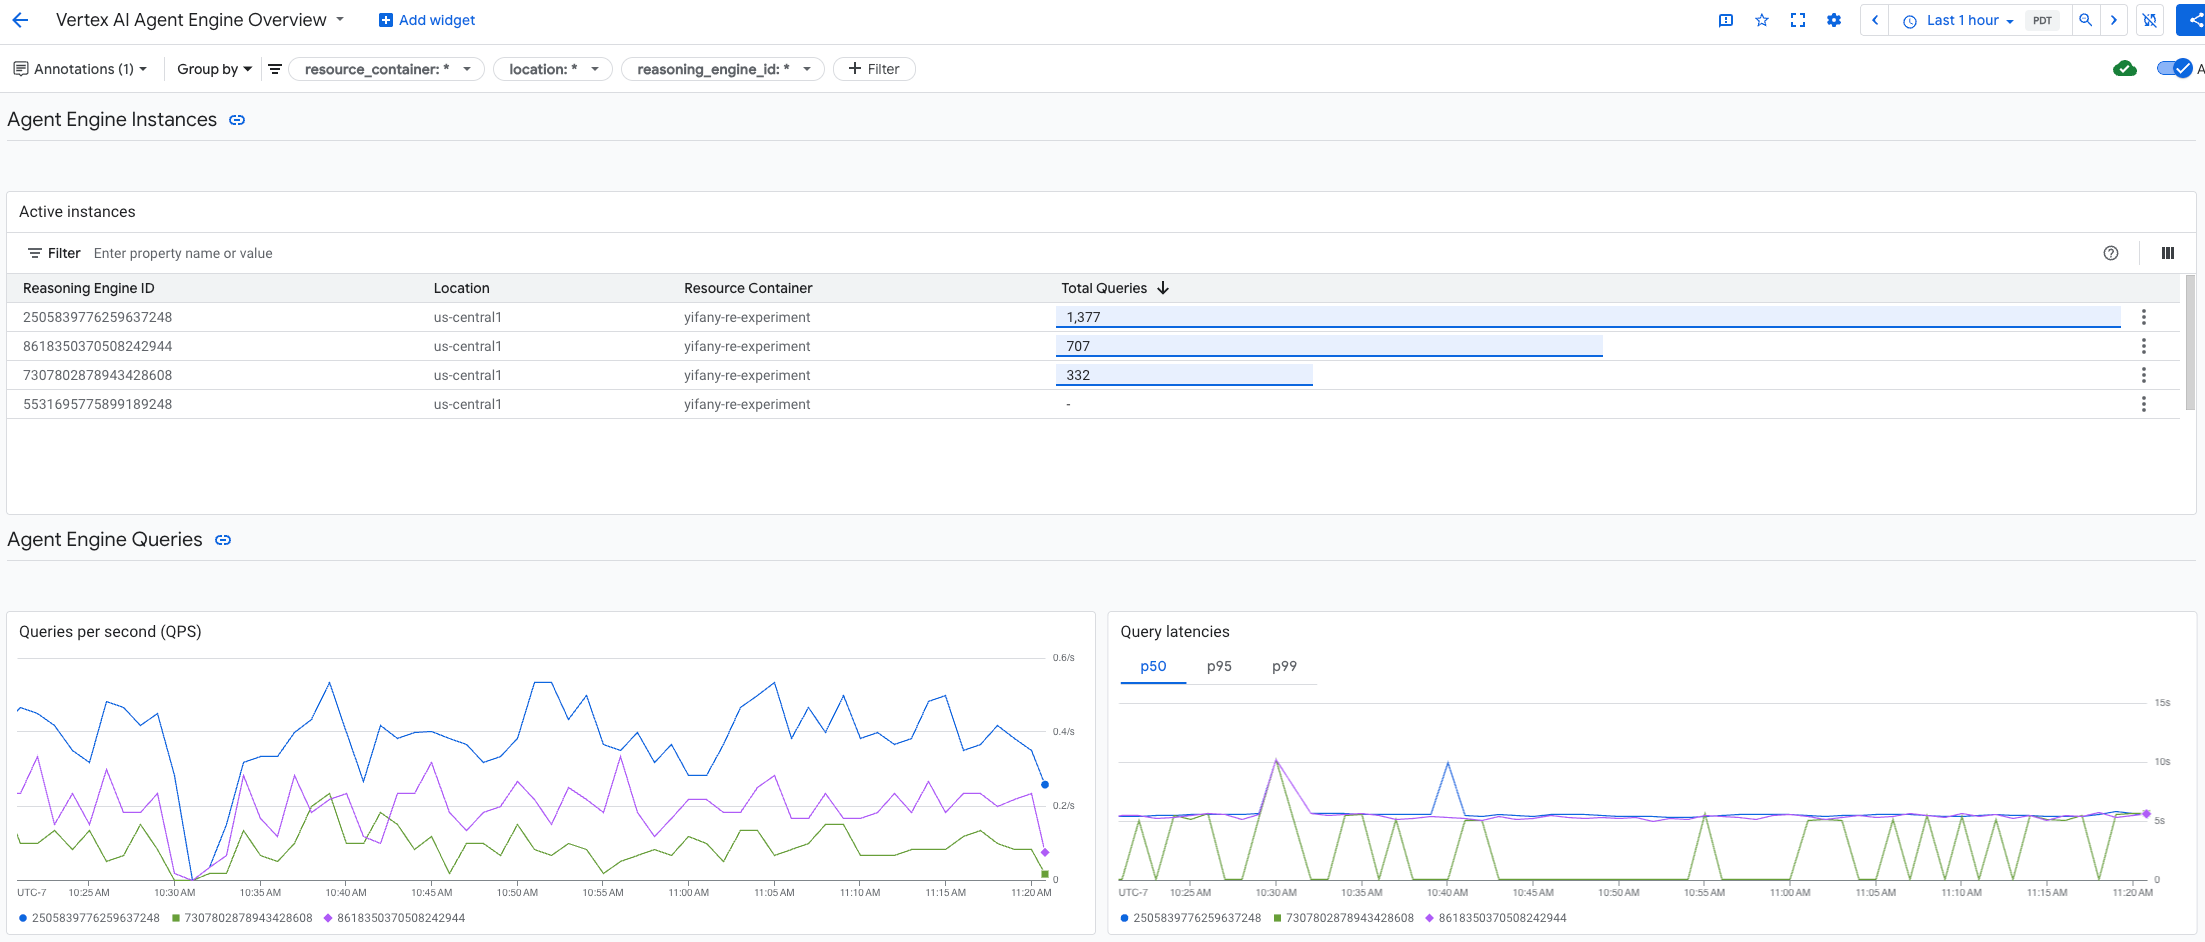 Vertex AI Agent Engine Overview
Add widget
Last 1 hour
PDT
Annotations (1)
Group by
resource_container: *
location: *
reasoning_engine_id: *
Filter
A
Agent Engine Instances
Active instances
Filter
Enter property name or value
Reasoning Engine ID Location Resource Container Total Queries
2505839776259637248 us-central1 yifany-re-experiment 1,377
8618350370508242944 us-central1 yifany-re-experiment 707
7307802878943428608 us-central1 yifany-re-experiment 332
5531695775899189248 us-central1 yifany-re-experiment -
Agent Engine Queries
Queries per second (QPS)
0.6/s
0.4/s
0.2/s
0
UTC-7 10:25 AM 10:30 AM 10:35 AM 10:40 AM 10:45 AM 10:50 AM 10:55 AM 11:00 AM 11:05 AM 11:10 AM 11:15 AM 11:20 AM
2505839776259637248 7307802878943428608 8618350370508242944
Query latencies
p50 p95 p99
15s
10s
5s
0
UTC-7 10:25 AM 10:30 AM 10:35 AM 10:40 AM 10:45 AM 10:50 AM 10:55 AM 11:00 AM 11:05 AM 11:10 AM 11:15 AM 11:20 AM
2505839776259637248 7307802878943428608 8618350370508242944